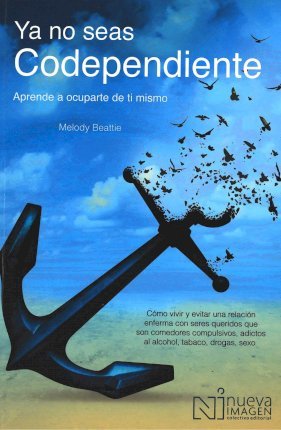 Ya no seas
Codependiente
Aprende a ocuparte de ti mismo
Melody Beattie
Cómo vivir y evitar una relación
enferma con seres queridos que
son comedores compulsivos, adictos
al alcohol, tabaco, drogas, sexo
Ni nueva
IMAGEN
colectivo editorial